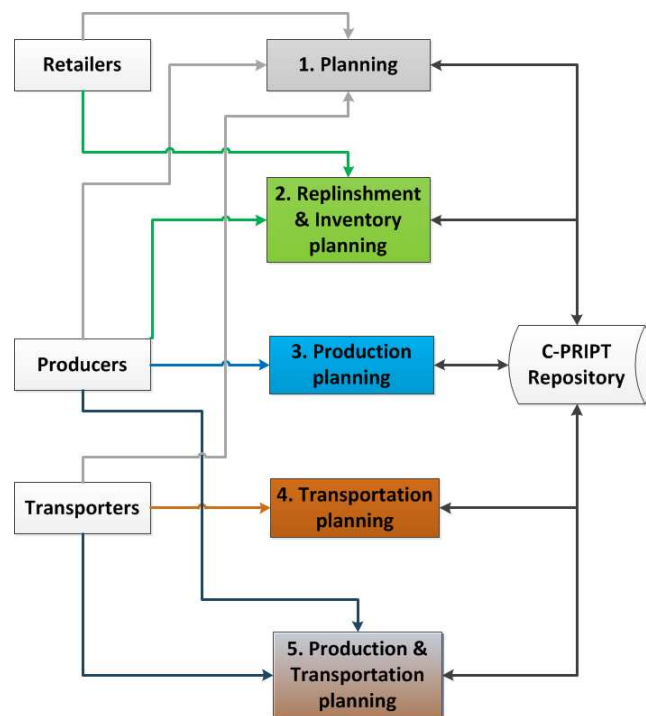 Retailers
1. Planning
2. Replinshment
& Inventory
planning
Producers
3. Production
planning
C-PRIPT
Repository
Transporters
4. Transportation
planning
5. Production &
Transportation
planning